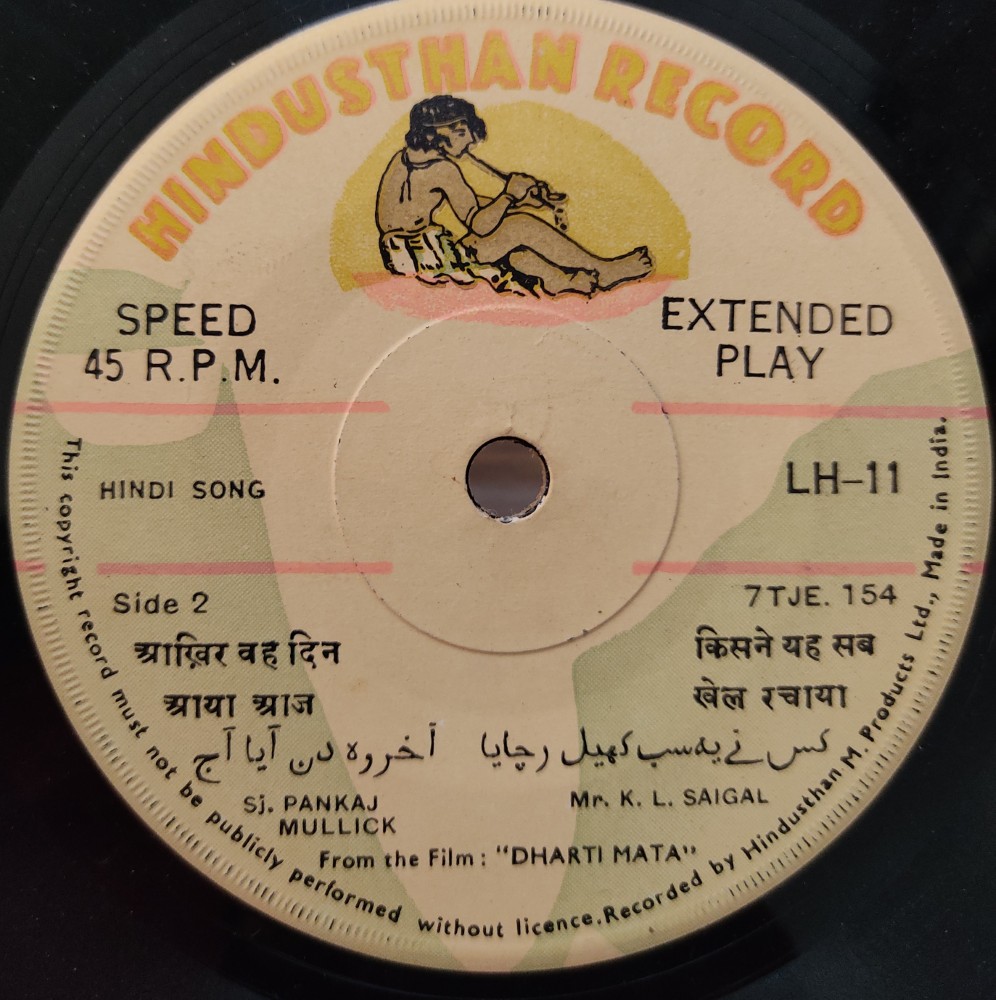 HINDUSTHAN RECORD
SPEED
45 R.P.M.
EXTENDED
PLAY
HINDI SONG
LH–11
Side 2
7TJE. 154
आख़िर वह दिन
आया आज
किसने यह सब
खेल रचाया
آخر وہ دن آیا آج
کس نے یہ سب کھیل رچایا
Sj. PANKAJ
MULLICK
Mr. K. L. SAIGAL
From the Film : "DHARTI MATA"
This copyright record must not be publicly performed without licence. Recorded by Hindusthan M. Products Ltd., Made in India.